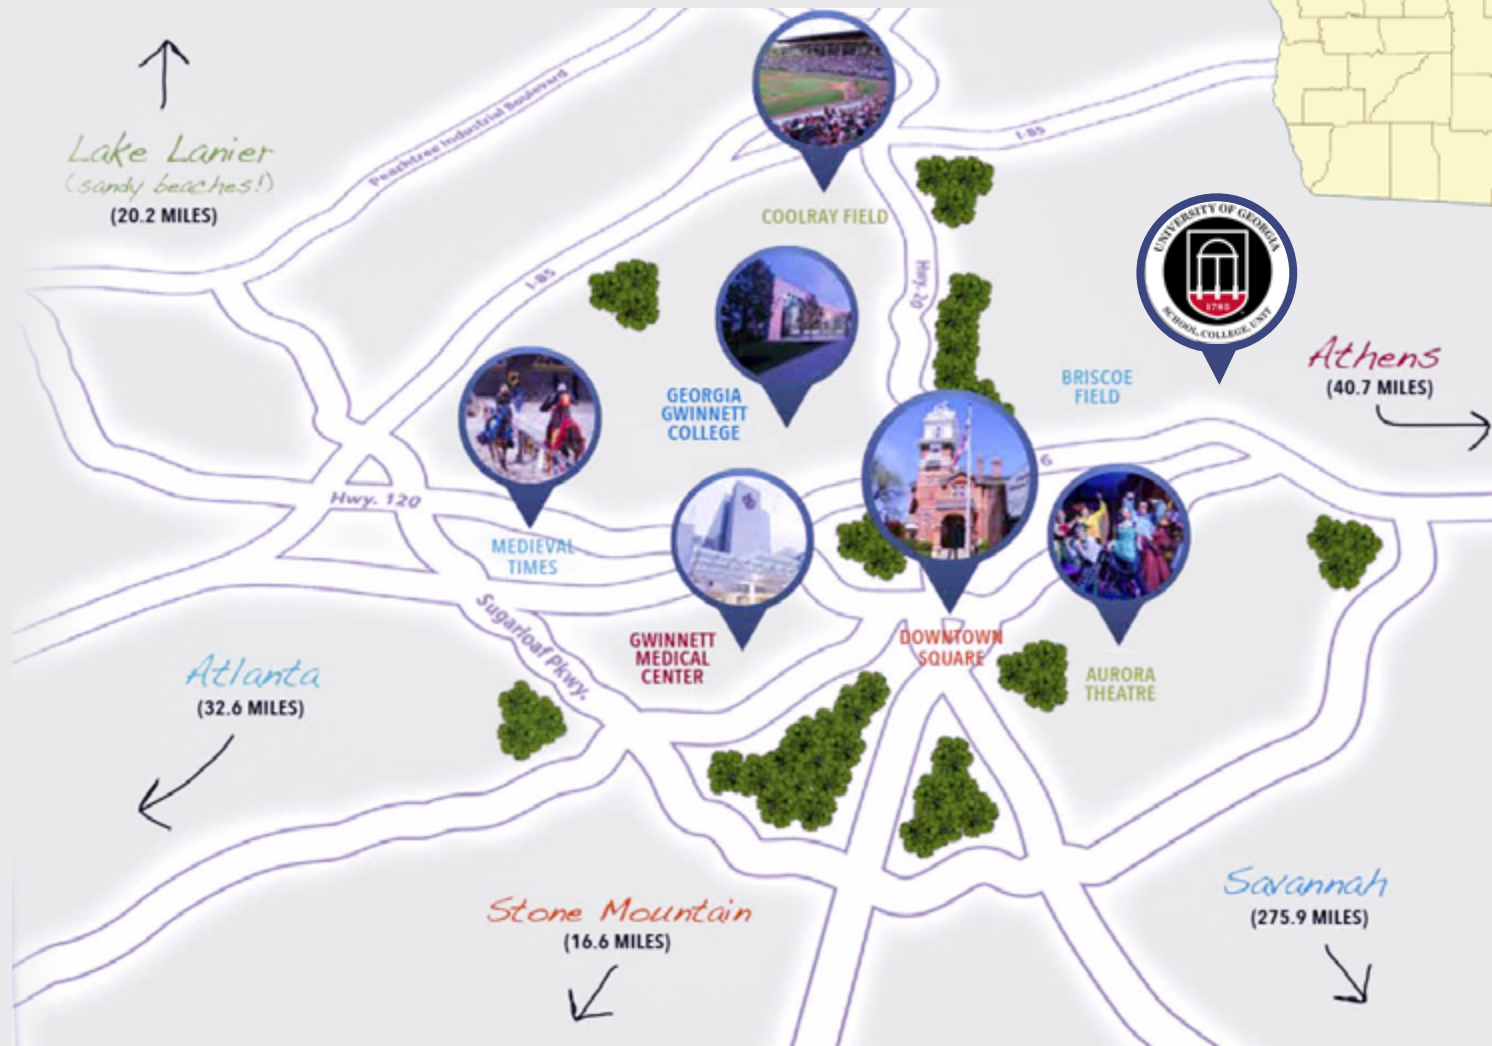 Lake Lanier
(sandy beaches!)
(20.2 MILES)
Peachtree Industrial Boulevard
I-85
I-85
COOLRAY FIELD
Hwy. 20
UNIVERSITY OF GEORGIA
1785
SCHOOL, COLLEGE, UNIT
Athens
(40.7 MILES)
BRISCOE
FIELD
GEORGIA
GWINNETT
COLLEGE
6
Hwy. 120
MEDIEVAL
TIMES
Sugarloaf Pkwy.
GWINNETT
MEDICAL
CENTER
DOWNTOWN
SQUARE
AURORA
THEATRE
Atlanta
(32.6 MILES)
Stone Mountain
(16.6 MILES)
Savannah
(275.9 MILES)